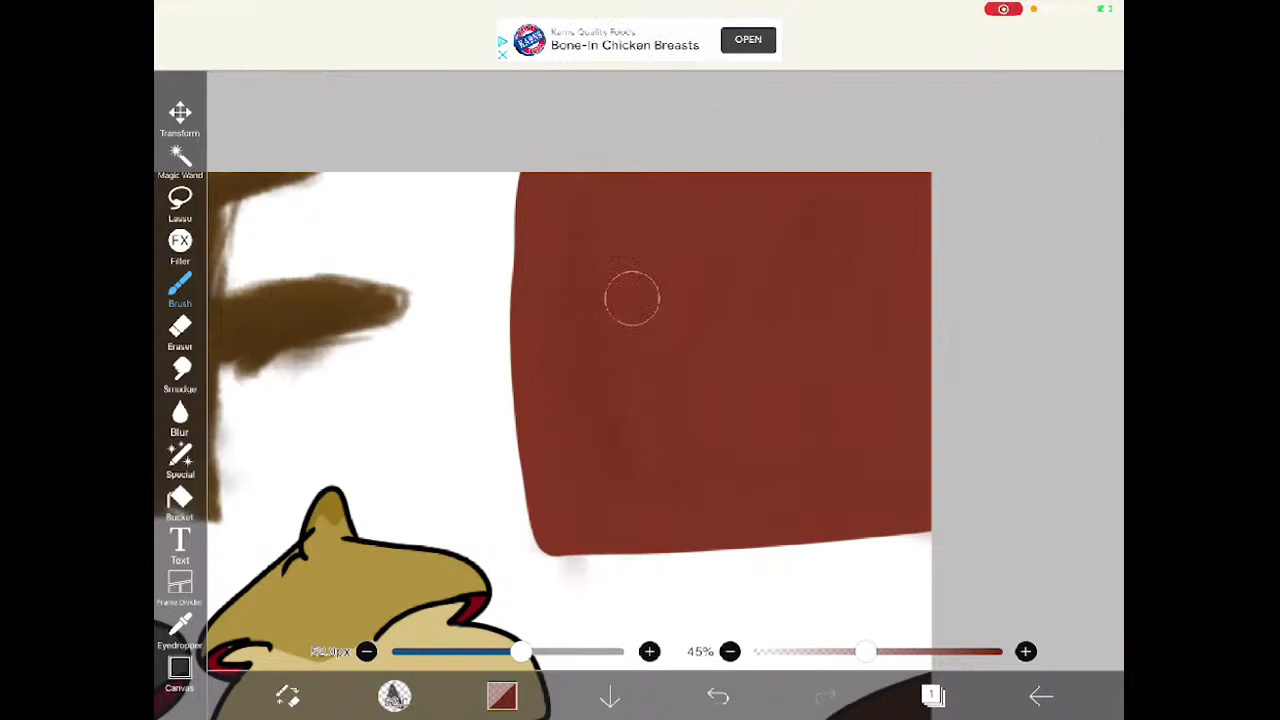 Karns Quality Foods
Bone-In Chicken Breasts
OPEN
KARNS
Transform
Magic Wand
Lasso
FX
Filter
Brush
Eraser
Smudge
Blur
Special
Bucket
T
Text
Frame Divider
Eyedropper
Canvas
45%
1